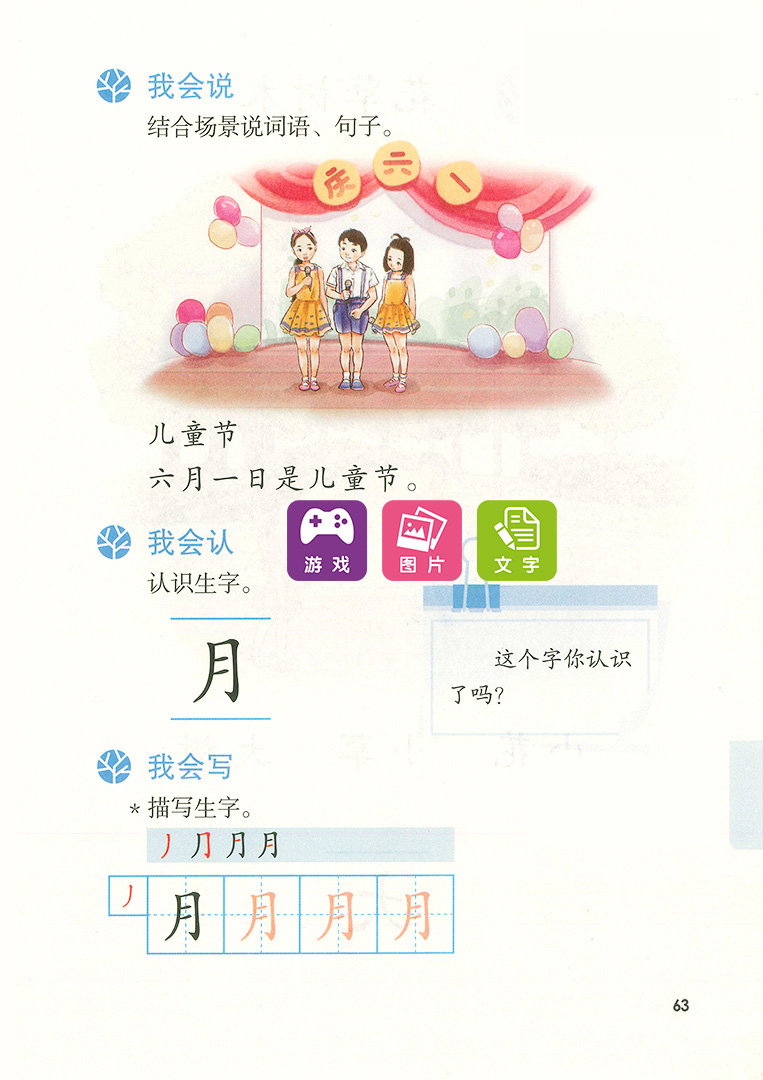 我会说
结合场景说词语、句子。
庆 六 一
儿童节
六月一日是儿童节。
我会认
游戏
图片
文字
认识生字。
月
这个字你认识
了吗?
我会写
*描写生字。
丿 ⺆ 月 月
丿 月 月 月 月
63